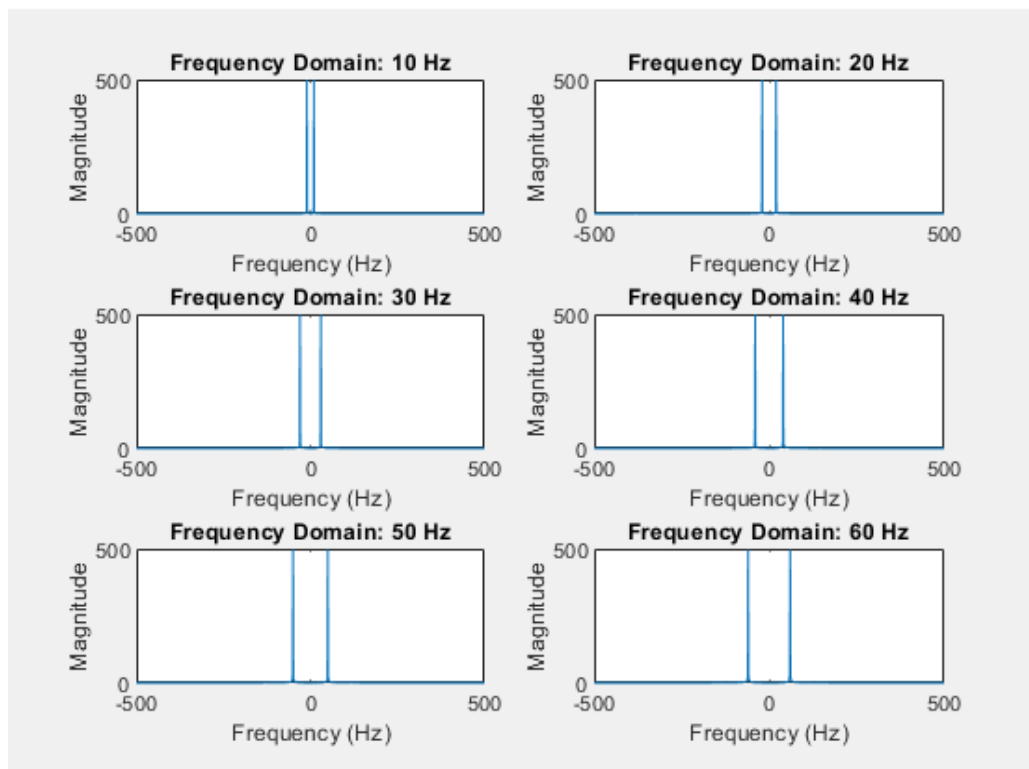 Frequency Domain: 10 Hz
500
Magnitude
0
-500 0 500
Frequency (Hz)
Frequency Domain: 20 Hz
500
Magnitude
0
-500 0 500
Frequency (Hz)
Frequency Domain: 30 Hz
500
Magnitude
0
-500 0 500
Frequency (Hz)
Frequency Domain: 40 Hz
500
Magnitude
0
-500 0 500
Frequency (Hz)
Frequency Domain: 50 Hz
500
Magnitude
0
-500 0 500
Frequency (Hz)
Frequency Domain: 60 Hz
500
Magnitude
0
-500 0 500
Frequency (Hz)